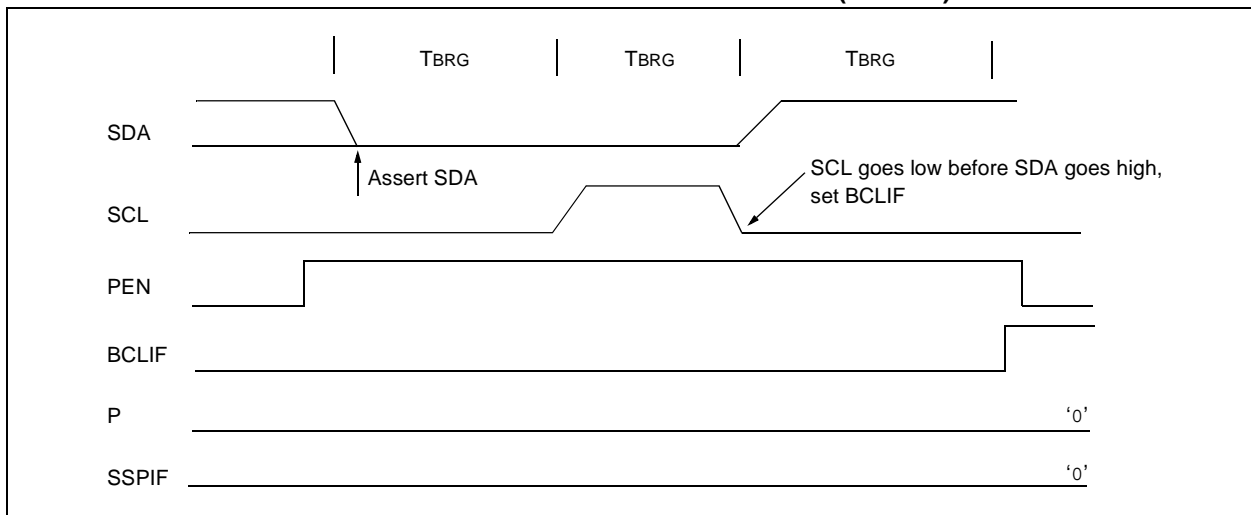 TBRG TBRG TBRG
SDA
Assert SDA
SCL goes low before SDA goes high,
set BCLIF
SCL
PEN
BCLIF
P '0'
SSPIF '0'